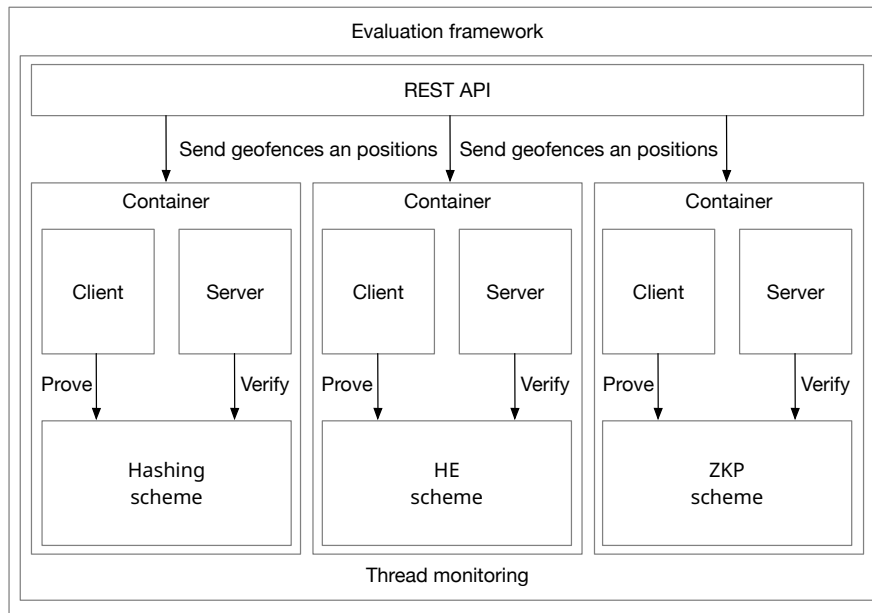 Evaluation framework
REST API
Send geofences an positions
Send geofences an positions
Container
Container
Container
Client
Server
Client
Server
Client
Server
Prove
Verify
Prove
Verify
Prove
Verify
Hashing
scheme
HE
scheme
ZKP
scheme
Thread monitoring